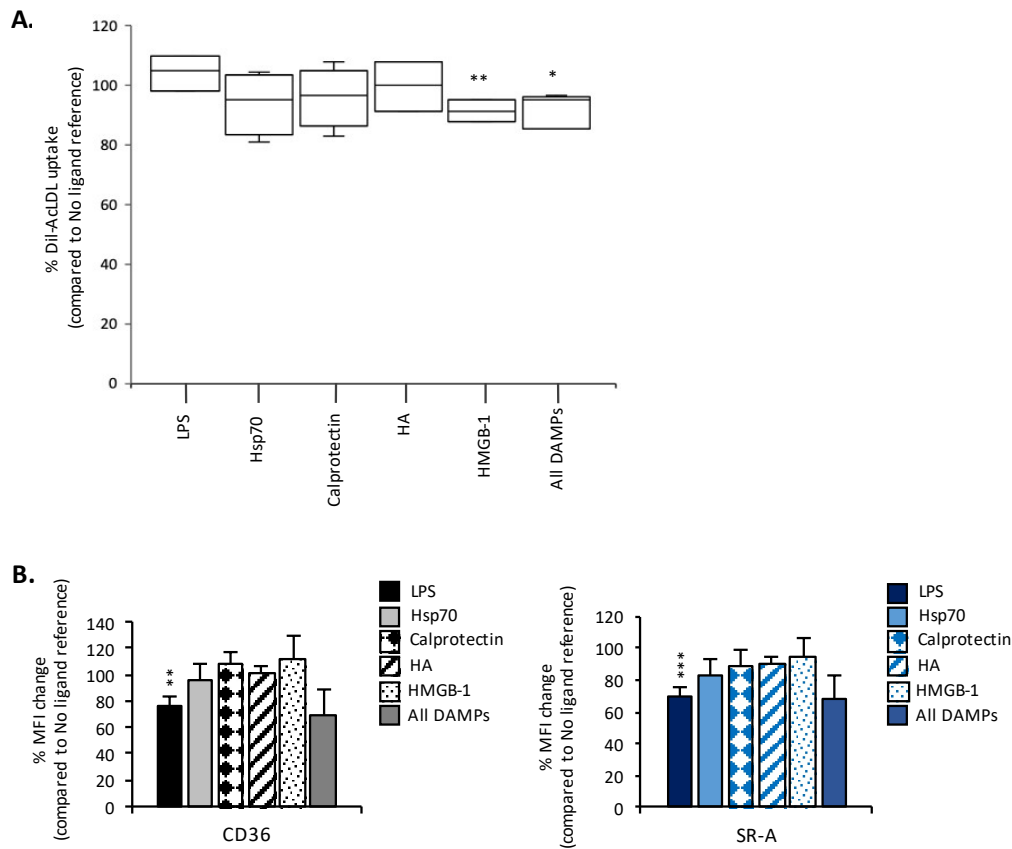 A.
% Dil-AcLDL uptake
(compared to No ligand reference)
120
100
80
60
40
20
0
**
*
LPS
Hsp70
Calprotectin
HA
HMGB-1
All DAMPs
B.
% MFI change
(compared to No ligand reference)
140
120
100
80
60
40
20
0
**
CD36
LPS
Hsp70
Calprotectin
HA
HMGB-1
All DAMPs
% MFI change
(compared to No ligand reference)
120
100
80
60
40
20
0
***
SR-A
LPS
Hsp70
Calprotectin
HA
HMGB-1
All DAMPs